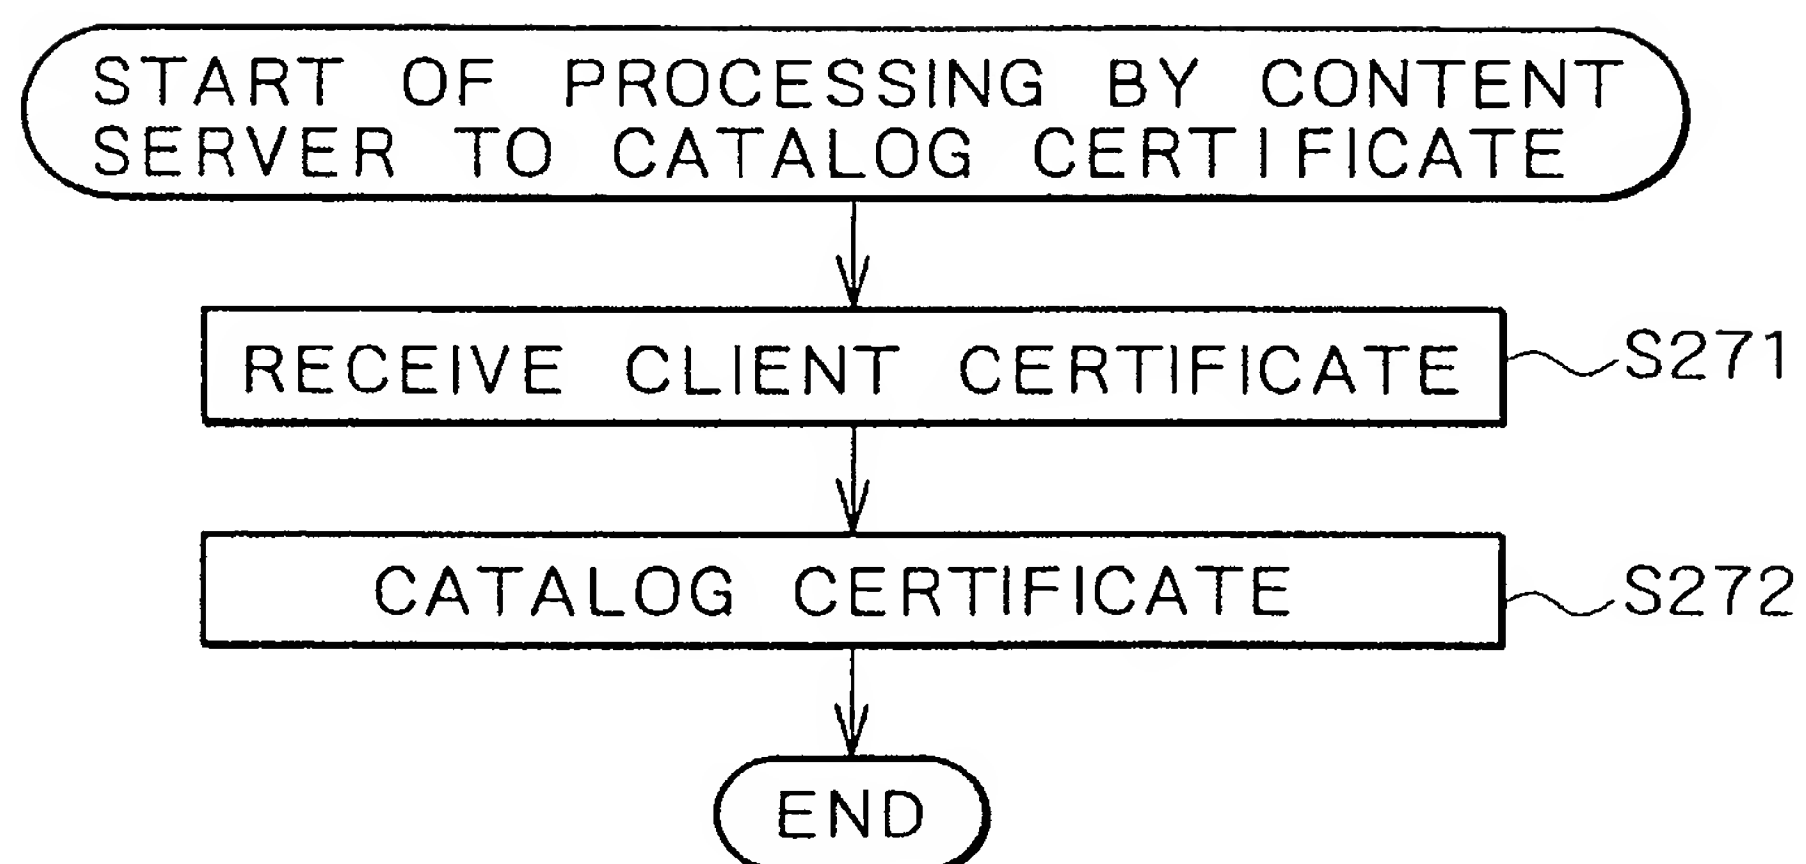 START OF PROCESSING BY CONTENT
SERVER TO CATALOG CERTIFICATE
RECEIVE CLIENT CERTIFICATE
S271
CATALOG CERTIFICATE
S272
END